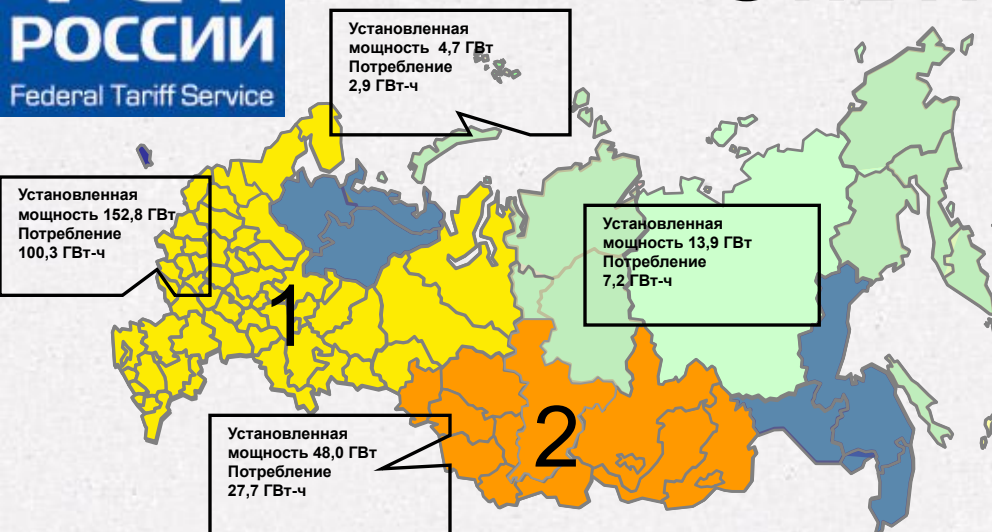 РОССИИ
Federal Tariff Service
Установленная
мощность 4,7 ГВт
Потребление
2,9 ГВт-ч
Установленная
мощность 152,8 ГВт
Потребление
100,3 ГВт-ч
Установленная
мощность 13,9 ГВт
Потребление
7,2 ГВт-ч
1
2
Установленная
мощность 48,0 ГВт
Потребление
27,7 ГВт-ч